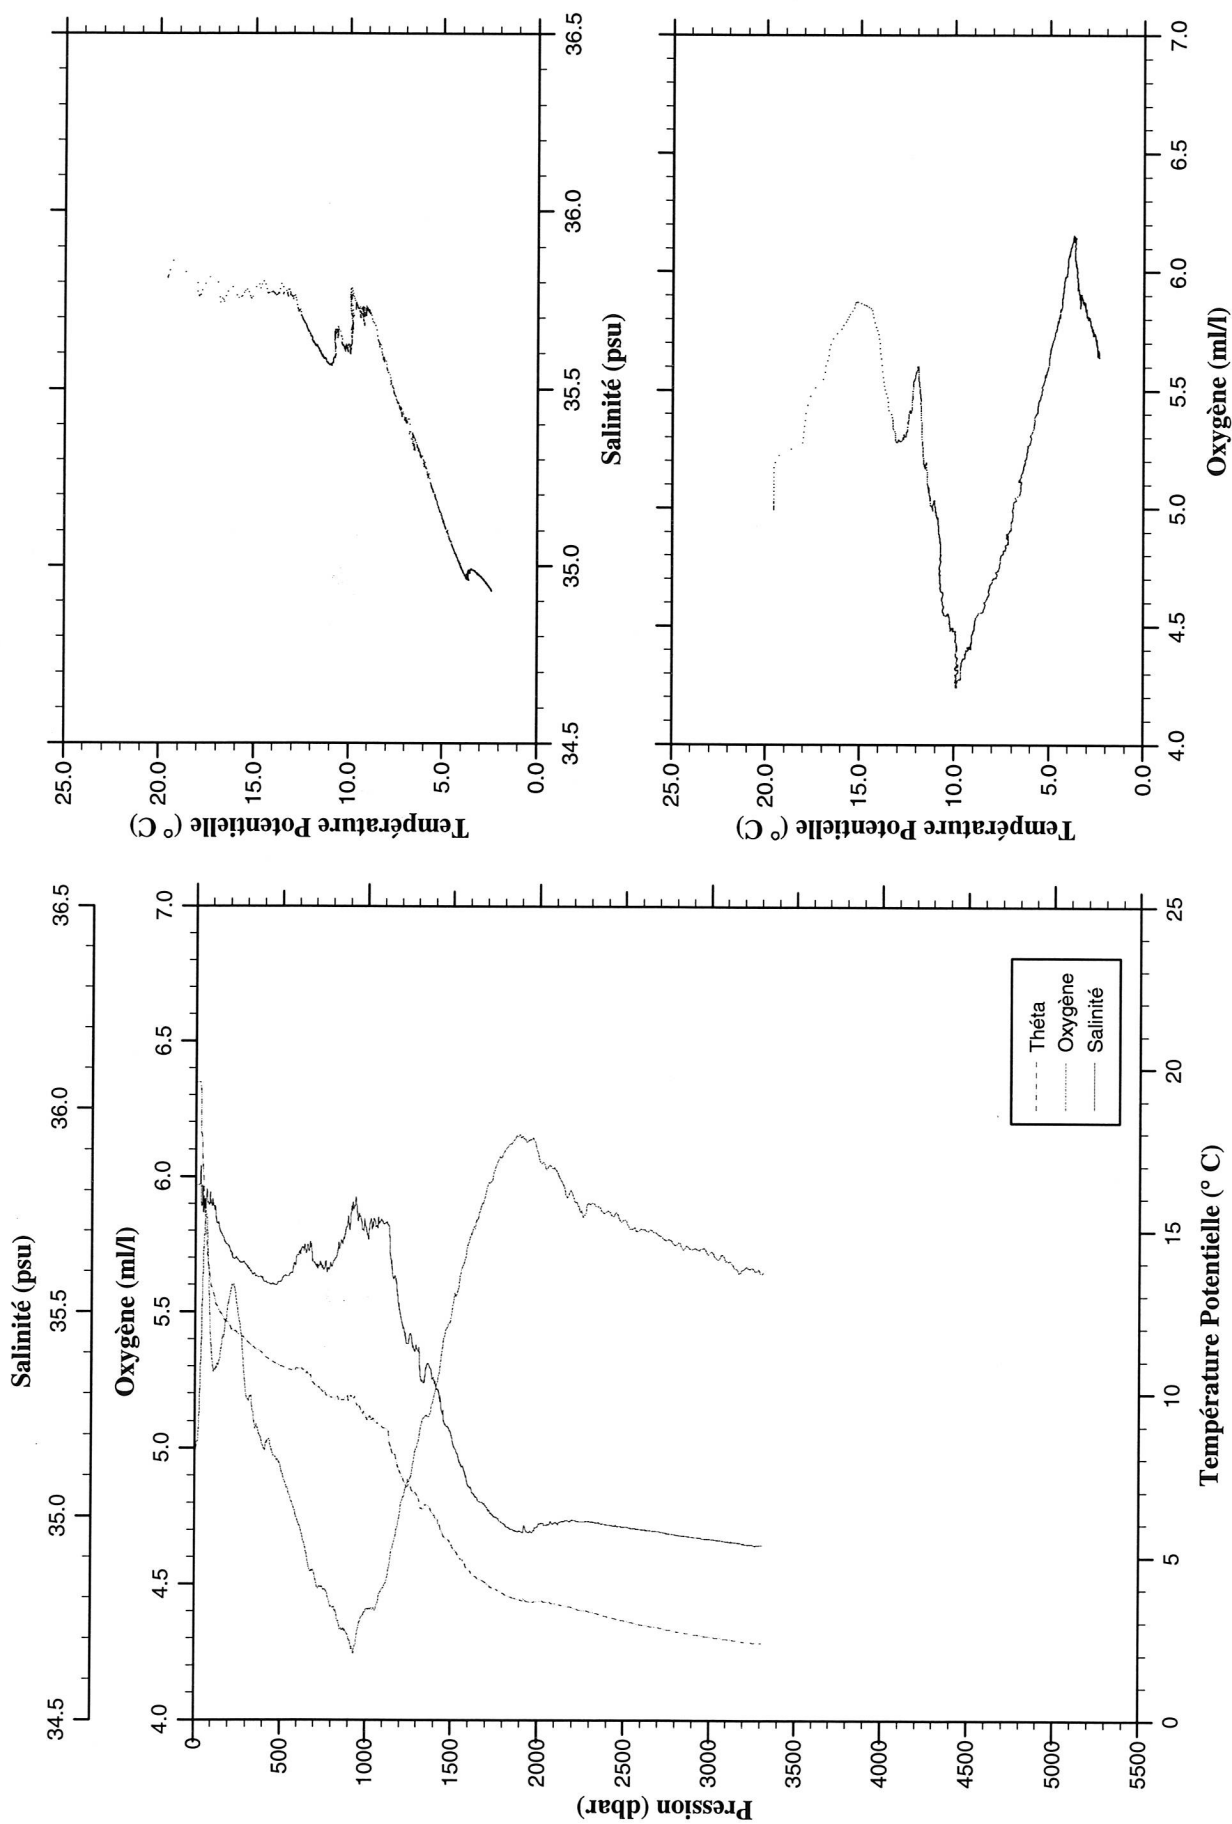 Salinité (psu)
34.5 35.0 35.5 36.0 36.5
Oxygène (ml/l)
4.0 4.5 5.0 5.5 6.0 6.5 7.0
Pression (dbar)
0
500
1000
1500
2000
2500
3000
3500
4000
4500
5000
5500
Théta
Oxygène
Salinité
0 5 10 15 20 25
Température Potentielle (° C)
Température Potentielle (° C)
25.0
20.0
15.0
10.0
5.0
0.0
34.5 35.0 35.5 36.0 36.5
Salinité (psu)
Température Potentielle (° C)
25.0
20.0
15.0
10.0
5.0
0.0
4.0 4.5 5.0 5.5 6.0 6.5 7.0
Oxygène (ml/l)